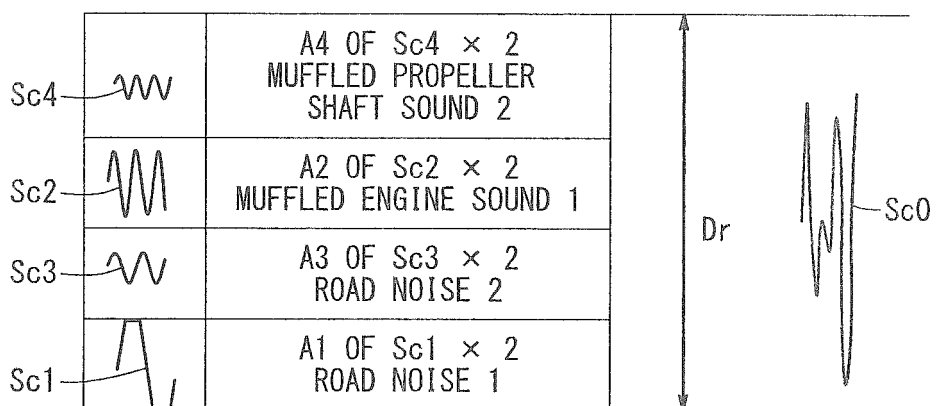 Sc4
A4 OF Sc4 × 2
MUFFLED PROPELLER
SHAFT SOUND 2
Sc2
A2 OF Sc2 × 2
MUFFLED ENGINE SOUND 1
Sc3
A3 OF Sc3 × 2
ROAD NOISE 2
Sc1
A1 OF Sc1 × 2
ROAD NOISE 1
Dr
Sc0